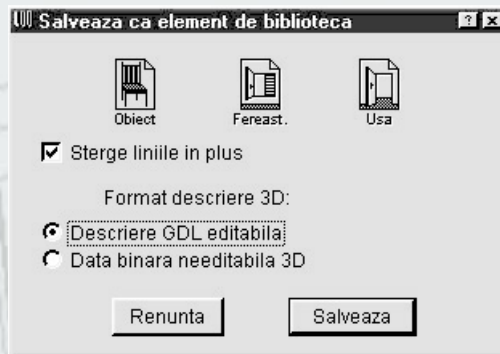 Salveaza ca element de biblioteca
Obiect Fereast. Usa
Sterge liniile in plus
Format descriere 3D:
Descriere GDL editabila
Data binara needitabila 3D
Renunta Salveaza